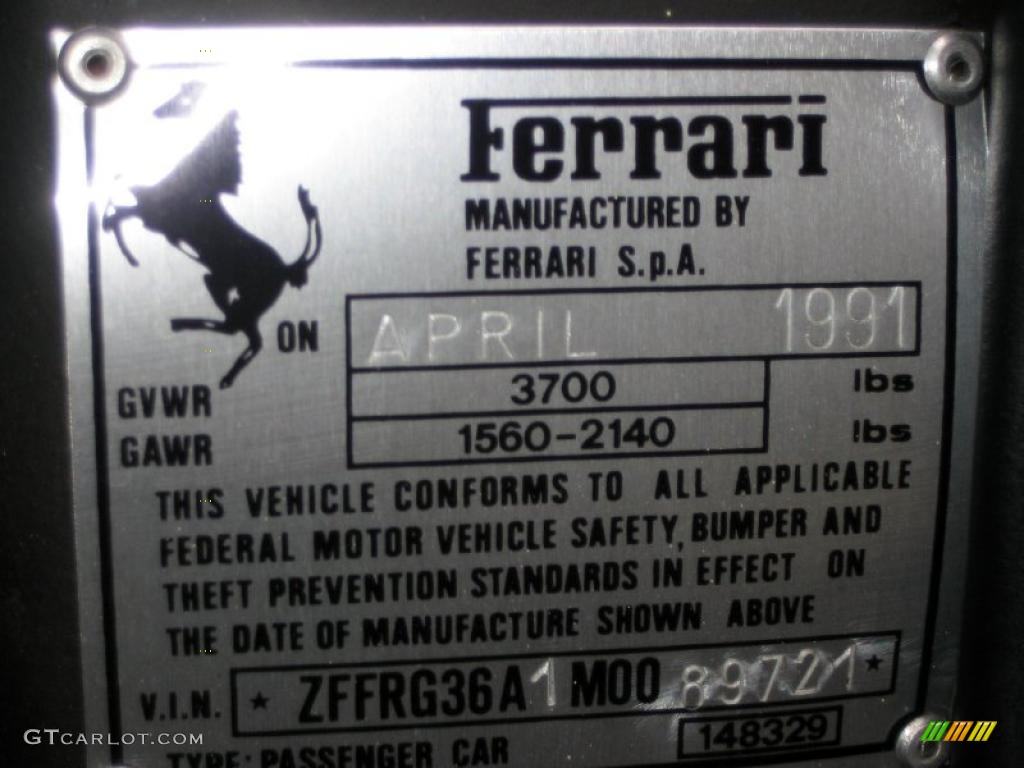 Ferrari
MANUFACTURED BY
FERRARI S.p.A.
ON APRIL 1991
GVWR 3700 lbs
GAWR 1560-2140 lbs
THIS VEHICLE CONFORMS TO ALL APPLICABLE
FEDERAL MOTOR VEHICLE SAFETY, BUMPER AND
THEFT PREVENTION STANDARDS IN EFFECT ON
THE DATE OF MANUFACTURE SHOWN ABOVE
V.I.N. ★ ZFFRG36A1M0089721 ★
148329
TYPE: PASSENGER CAR
GTCARLOT.COM